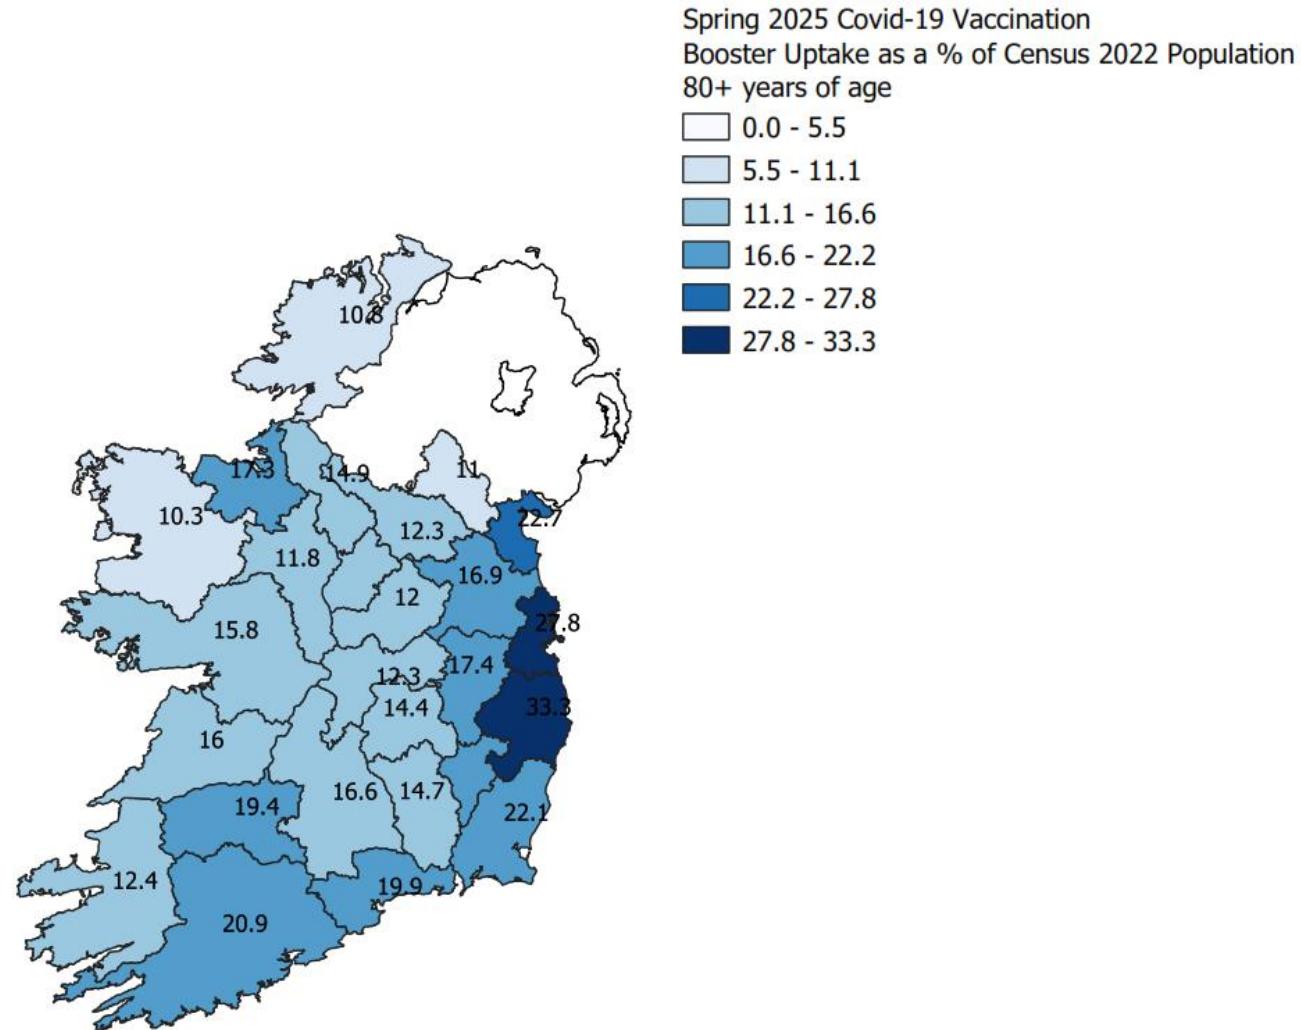 Spring 2025 Covid-19 Vaccination
Booster Uptake as a % of Census 2022 Population
80+ years of age
0.0 - 5.5
5.5 - 11.1
11.1 - 16.6
16.6 - 22.2
22.2 - 27.8
27.8 - 33.3
10.8
17.3
14.9
11
10.3
22.7
12.3
11.8
16.9
12
27.8
15.8
17.4
12.3
33.3
14.4
16
16.6
14.7
19.4
22.1
12.4
19.9
20.9